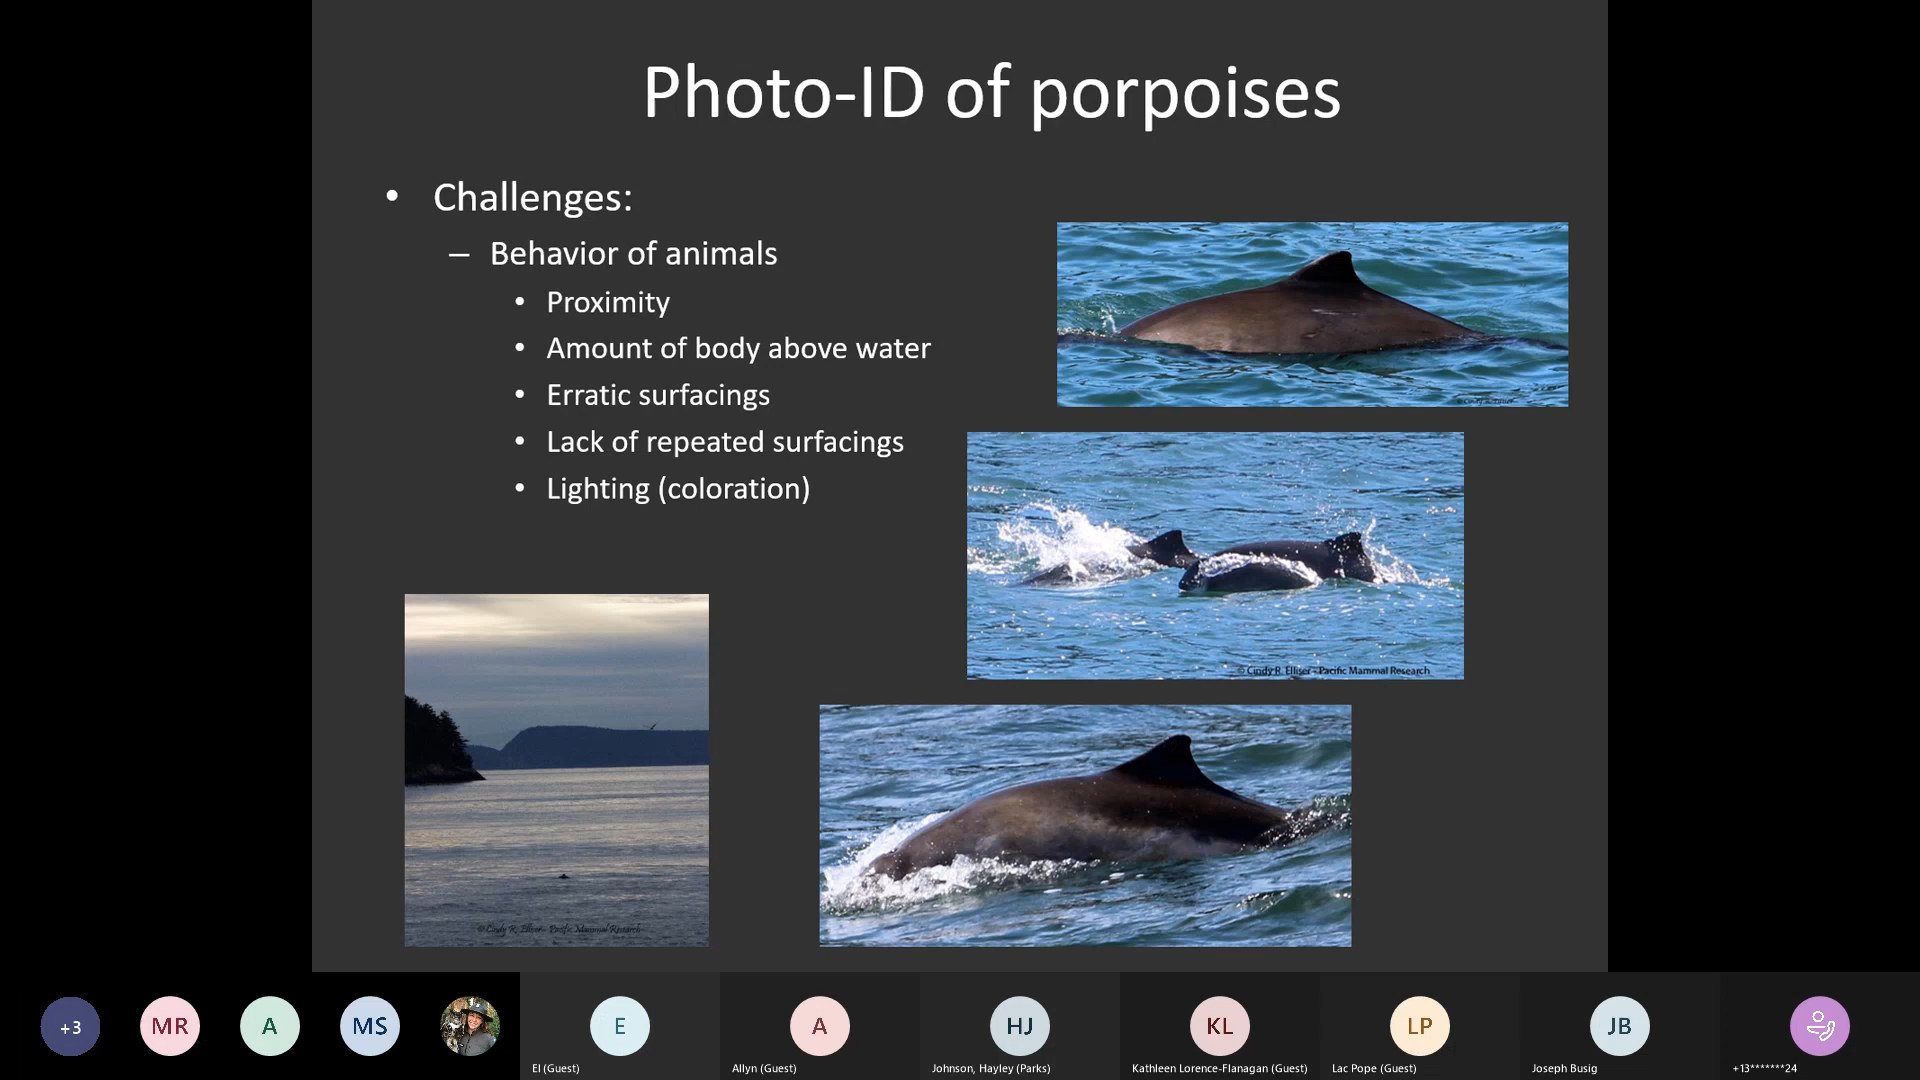 Photo-ID of porpoises
• Challenges:
– Behavior of animals
• Proximity
• Amount of body above water
• Erratic surfacings
• Lack of repeated surfacings
• Lighting (coloration)
© Cindy R. Elliser
© Cindy R. Elliser - Pacific Mammal Research
© Cindy R. Elliser - Pacific Mammal Research
+3
MR
A
MS
E
A
HJ
KL
LP
JB
El (Guest)
Allyn (Guest)
Johnson, Hayley (Parks)
Kathleen Lorence-Flanagan (Guest)
Lac Pope (Guest)
Joseph Busig
+13*******24